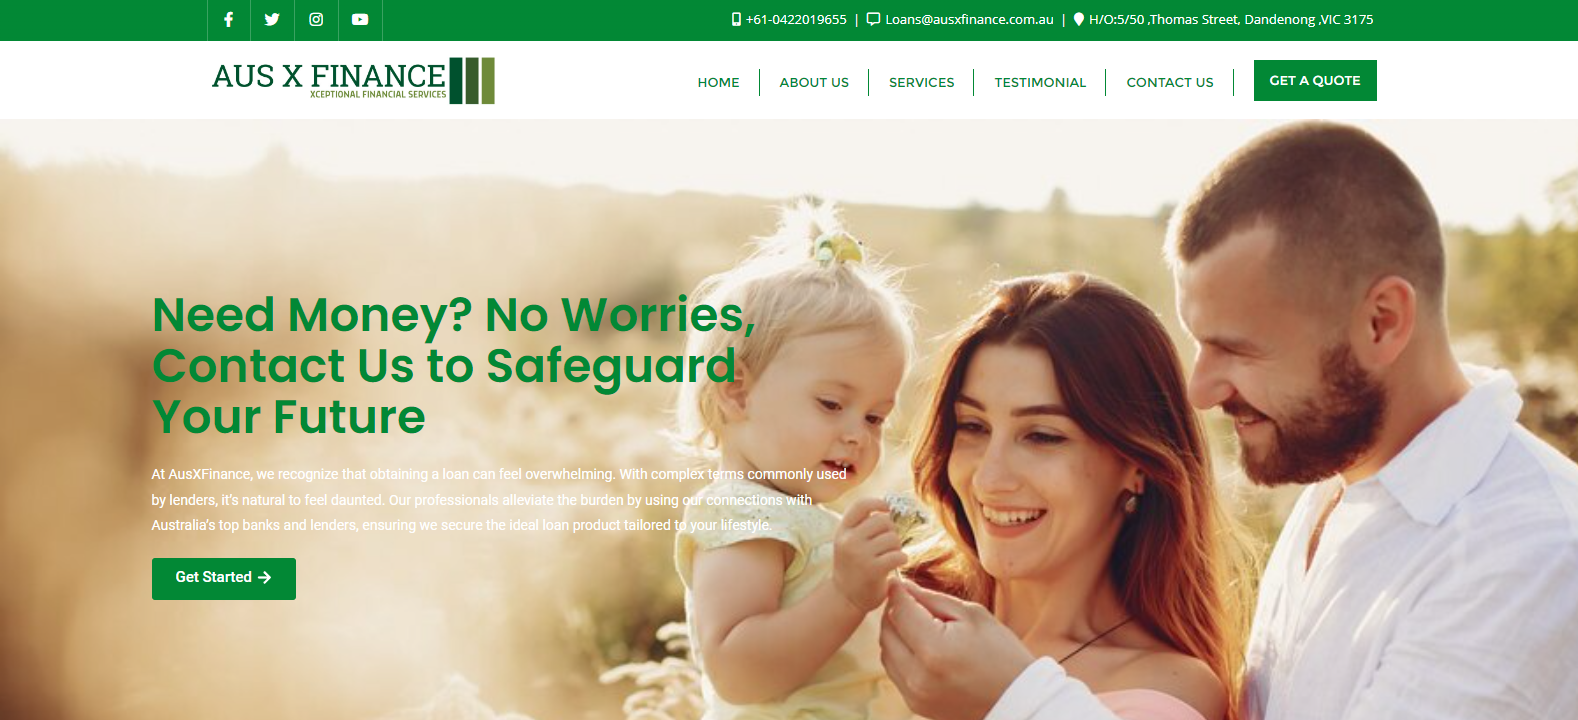 +61-0422019655 | Loans@ausxfinance.com.au | H/O:5/50 ,Thomas Street, Dandenong ,VIC 3175
AUS X FINANCE
XCEPTIONAL FINANCIAL SERVICES
HOME
ABOUT US
SERVICES
TESTIMONIAL
CONTACT US
GET A QUOTE
Need Money? No Worries,
Contact Us to Safeguard
Your Future
At AusXFinance, we recognize that obtaining a loan can feel overwhelming. With complex terms commonly used
by lenders, it's natural to feel daunted. Our professionals alleviate the burden by using our connections with
Australia's top banks and lenders, ensuring we secure the ideal loan product tailored to your lifestyle.
Get Started